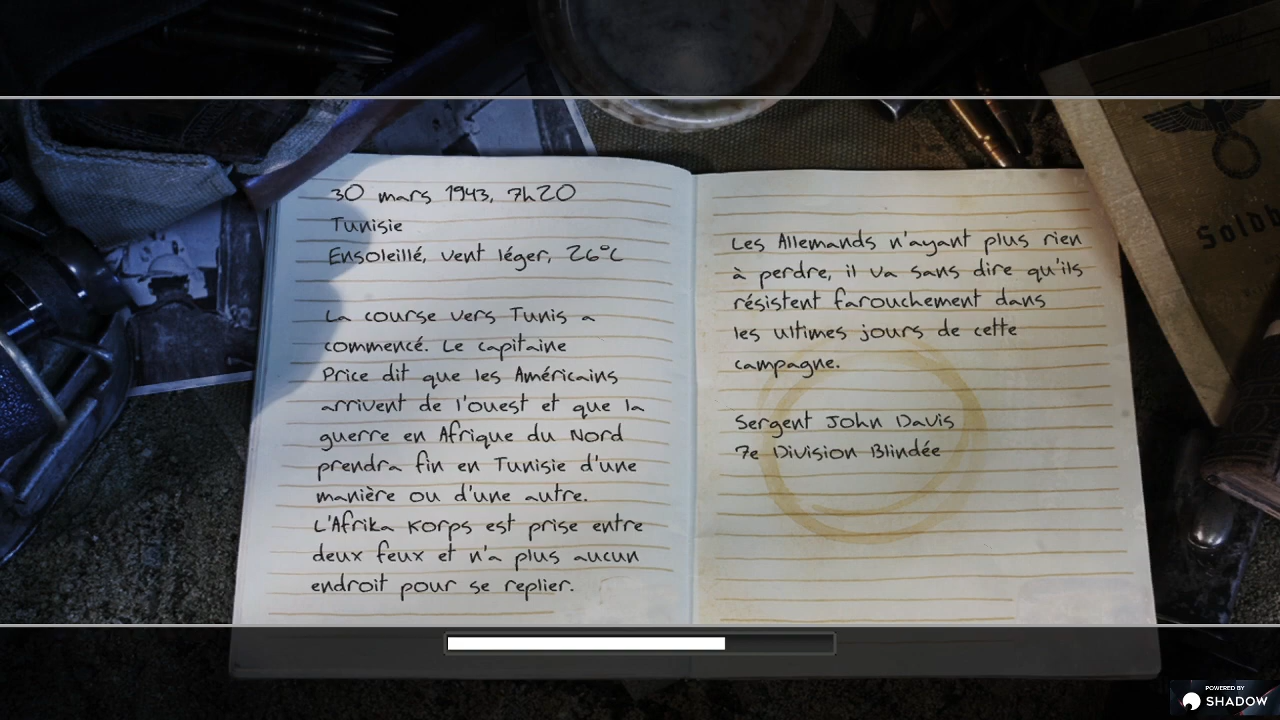 30 mars 1943, 7h20
Tunisie
Ensoleillé, vent léger, 26°C
La course vers Tunis a
commencé. Le capitaine
Price dit que les Américains
arrivent de l'ouest et que la
guerre en Afrique du Nord
prendra fin en Tunisie d'une
manière ou d'une autre.
L'Afrika Korps est prise entre
deux feux et n'a plus aucun
endroit pour se replier.
Les Allemands n'ayant plus rien
à perdre, il va sans dire qu'ils
résistent farouchement dans
les ultimes jours de cette
campagne.
Sergent John Davis
7e Division Blindée
Soldb
POWERED BY
SHADOW